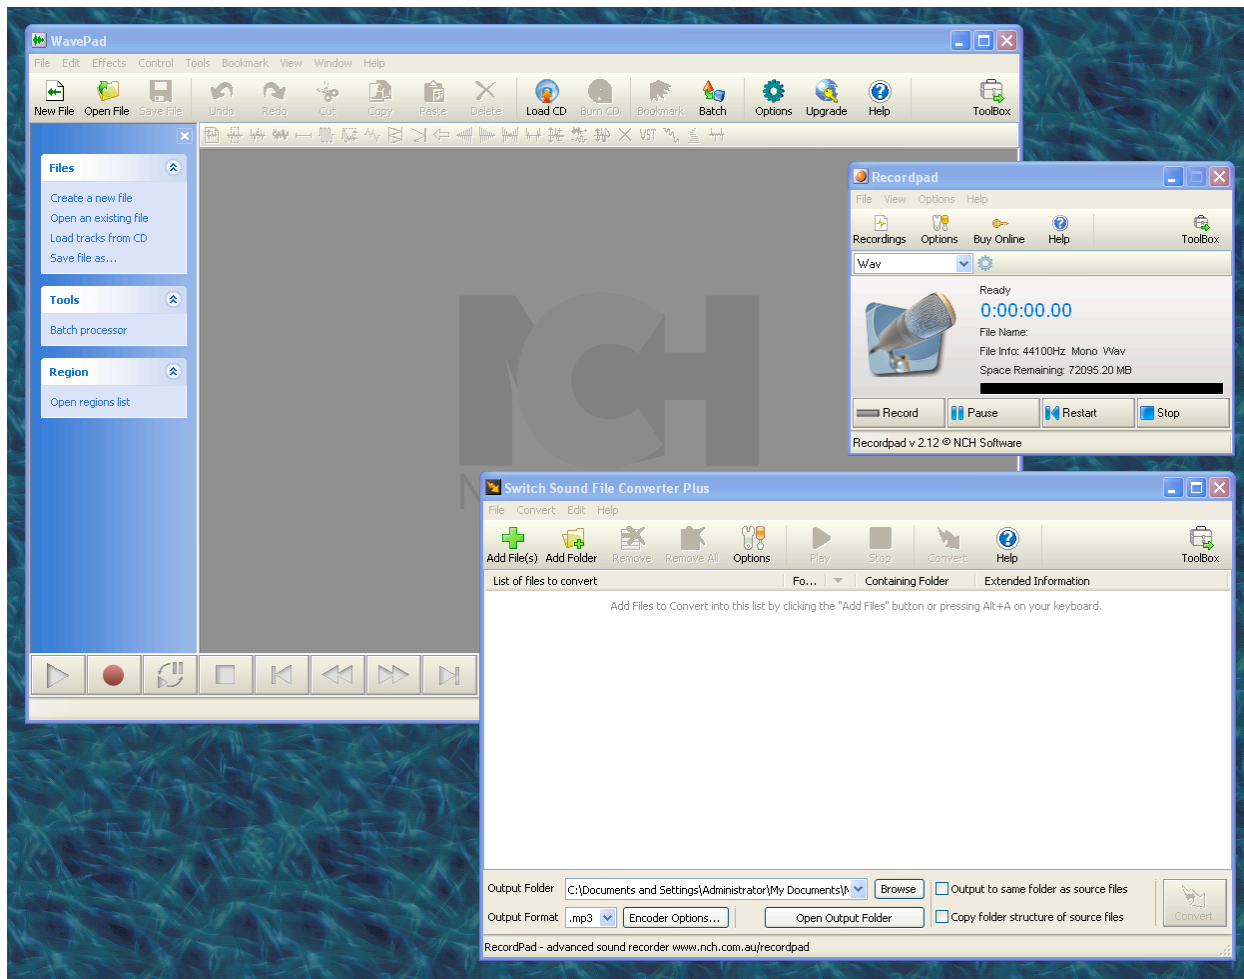 WavePad
File Edit Effects Control Tools Bookmark View Window Help
New File Open File Save File Undo Redo Cut Copy Paste Delete Load CD Burn CD Bookmark Batch Options Upgrade Help ToolBox
VST
Files
Create a new file
Open an existing file
Load tracks from CD
Save file as...
Tools
Batch processor
Region
Open regions list
NCH
N
Recordpad
File View Options Help
Recordings Options Buy Online Help ToolBox
Wav
Ready
0:00:00.00
File Name:
File Info: 44100Hz Mono Wav
Space Remaining: 72095.20 MB
Record Pause Restart Stop
Recordpad v 2.12 © NCH Software
Switch Sound File Converter Plus
File Convert Edit Help
Add File(s) Add Folder Remove Remove All Options Play Stop Convert Help ToolBox
List of files to convert Fo... Containing Folder Extended Information
Add Files to Convert into this list by clicking the "Add Files" button or pressing Alt+A on your keyboard.
Output Folder C:\Documents and Settings\Administrator\My Documents\M Browse Output to same folder as source files
Output Format .mp3 Encoder Options... Open Output Folder Copy folder structure of source files
Convert
RecordPad - advanced sound recorder www.nch.com.au/recordpad